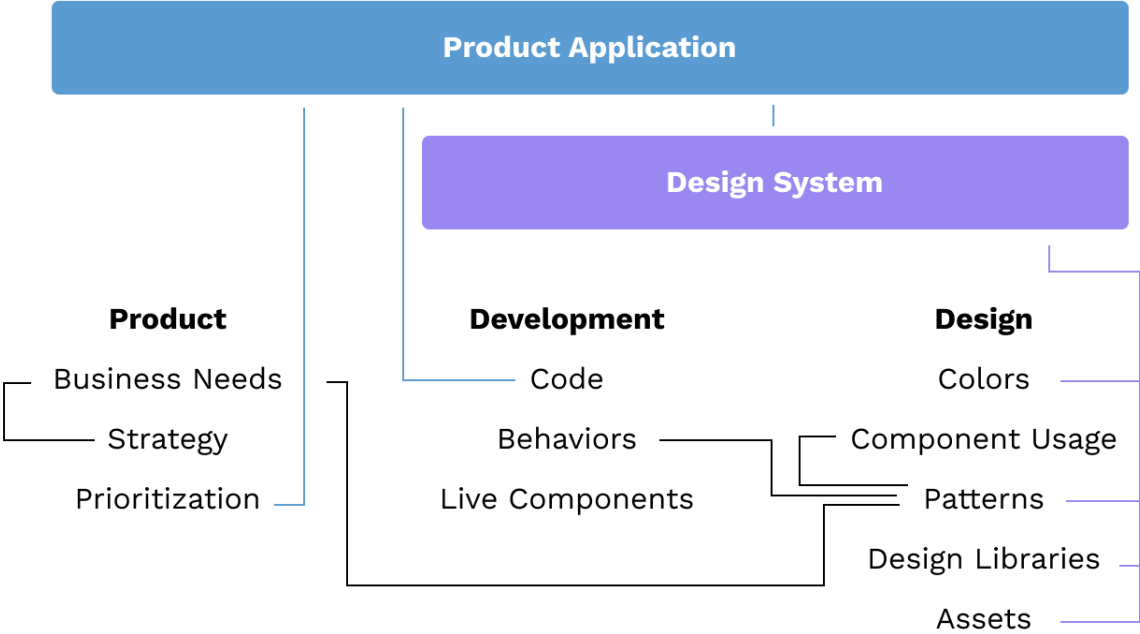 Product Application
Design System
Product
Business Needs
Strategy
Prioritization
Development
Code
Behaviors
Live Components
Design
Colors
Component Usage
Patterns
Design Libraries
Assets